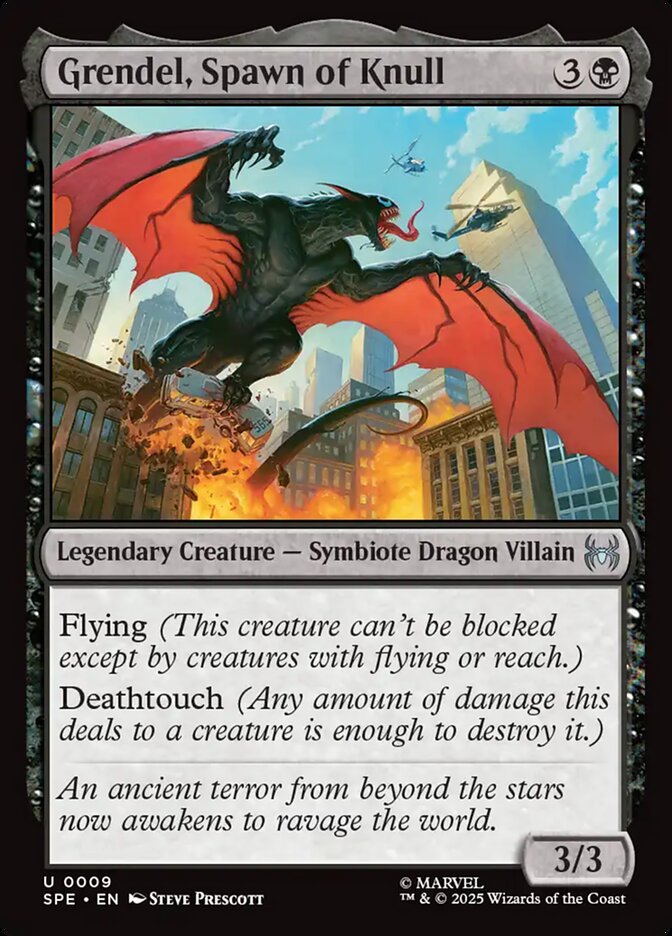 Grendel, Spawn of Knull 3
Legendary Creature — Symbiote Dragon Villain
Flying (This creature can't be blocked
except by creatures with flying or reach.)
Deathtouch (Any amount of damage this
deals to a creature is enough to destroy it.)
An ancient terror from beyond the stars
now awakens to ravage the world.
3/3
U 0009
SPE • EN Steve Prescott
© MARVEL
™ & © 2025 Wizards of the Coast